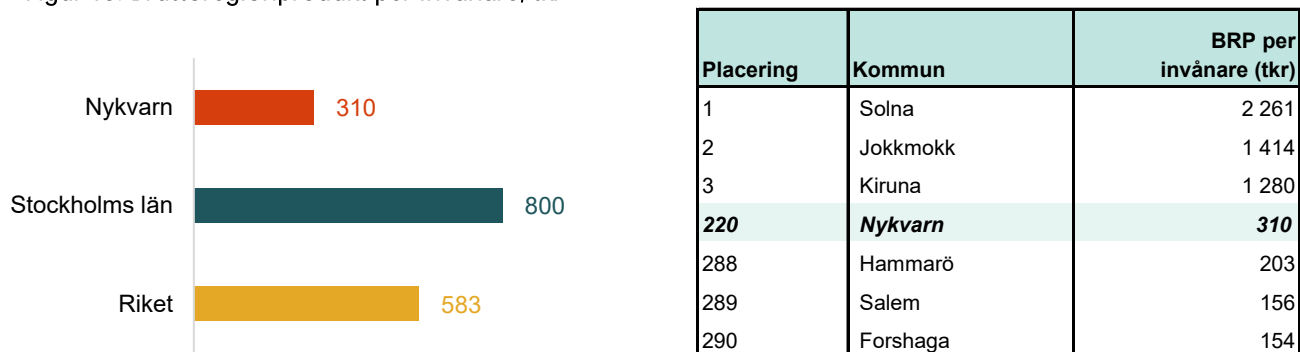 Nykvarn 310
Stockholms län 800
Riket 583
Placering Kommun BRP per invånare (tkr)
1 Solna 2 261
2 Jokkmokk 1 414
3 Kiruna 1 280
220 Nykvarn 310
288 Hammarö 203
289 Salem 156
290 Forshaga 154